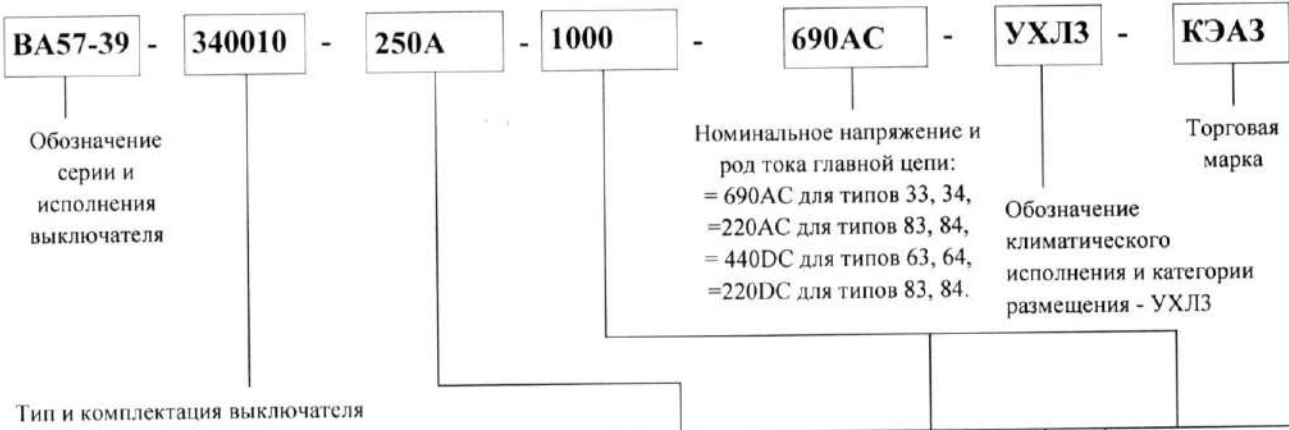 ВА57-39 - 340010 - 250А - 1000 - 690АС - УХЛ3 - КЭАЗ
Обозначение
серии и
исполнения
выключателя
Номинальное напряжение и
род тока главной цепи:
= 690АС для типов 33, 34,
=220АС для типов 83, 84,
= 440DC для типов 63, 64,
=220DC для типов 83, 84.
Обозначение
климатического
исполнения и категории
размещения - УХЛ3
Торговая
марка
Тип и комплектация выключателя